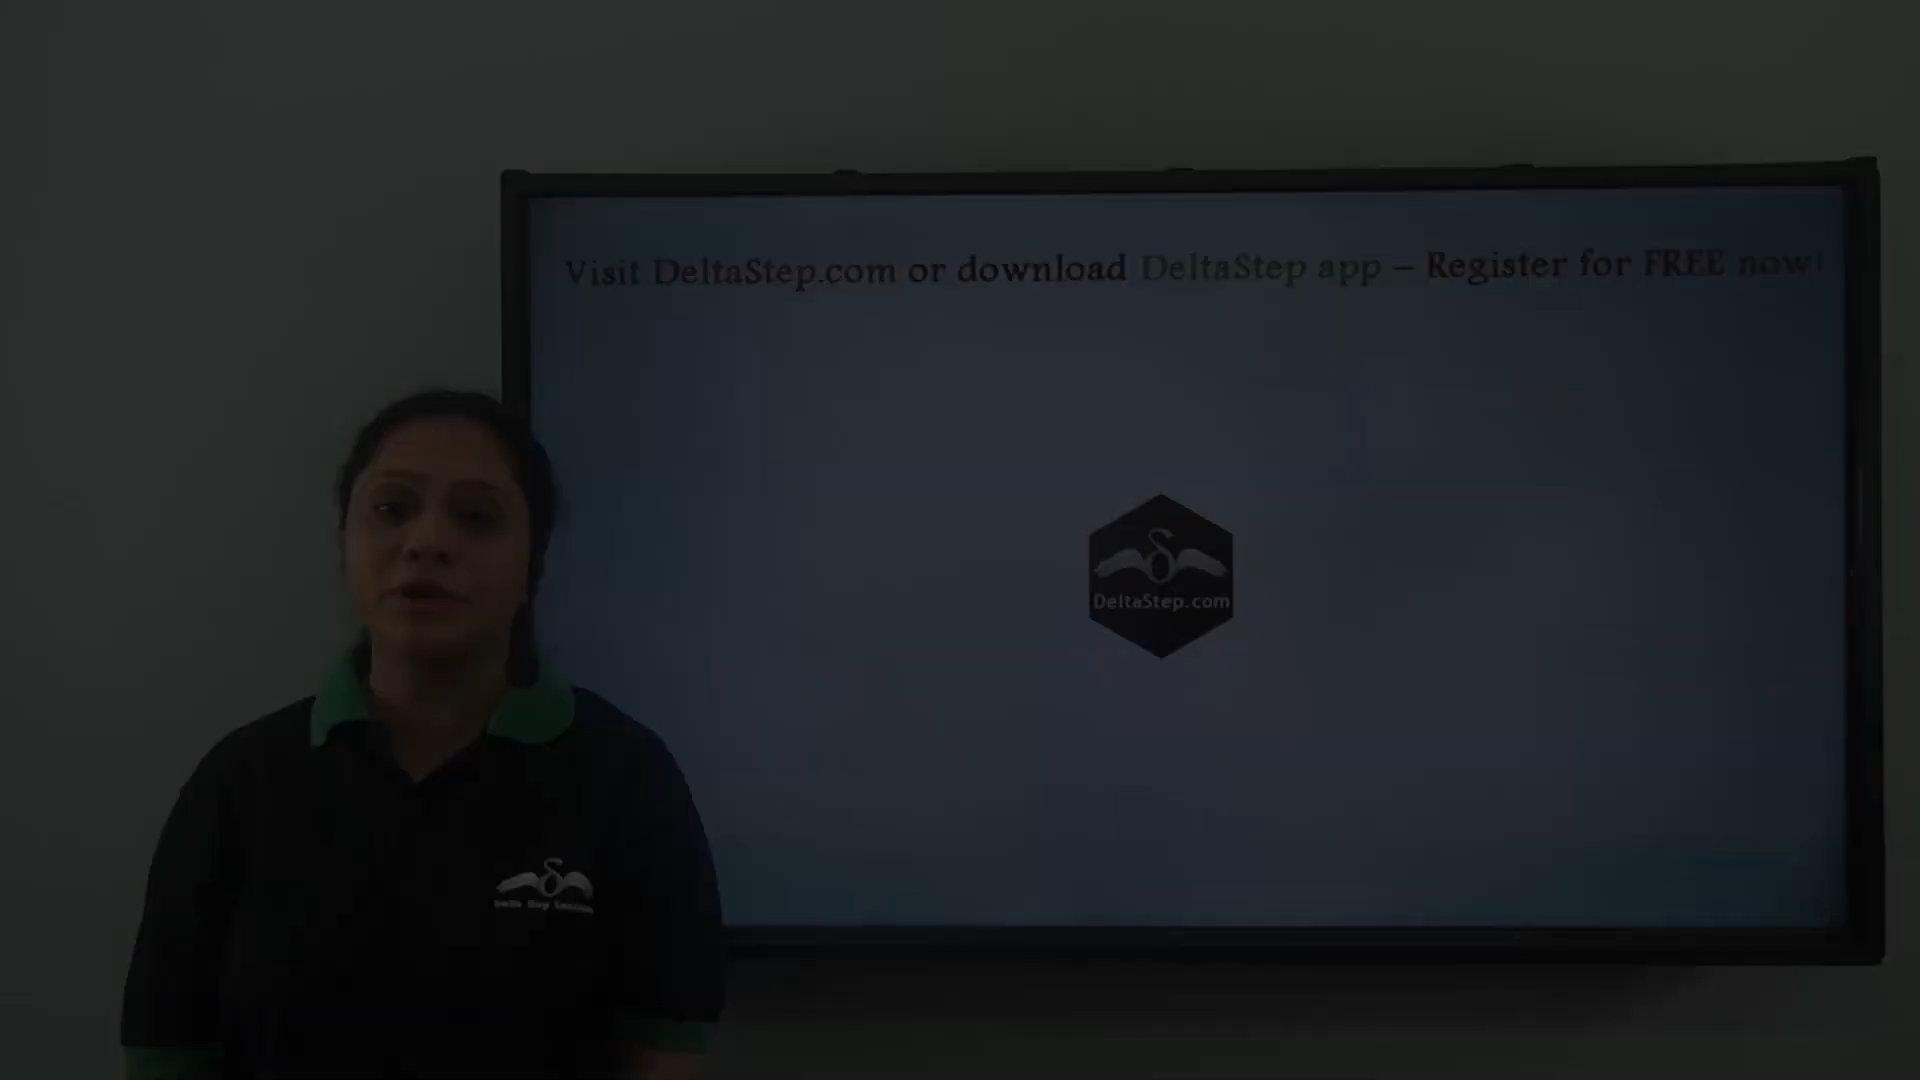 Visit DeltaStep.com or download DeltaStep app – Register for FREE now!
DeltaStep.com